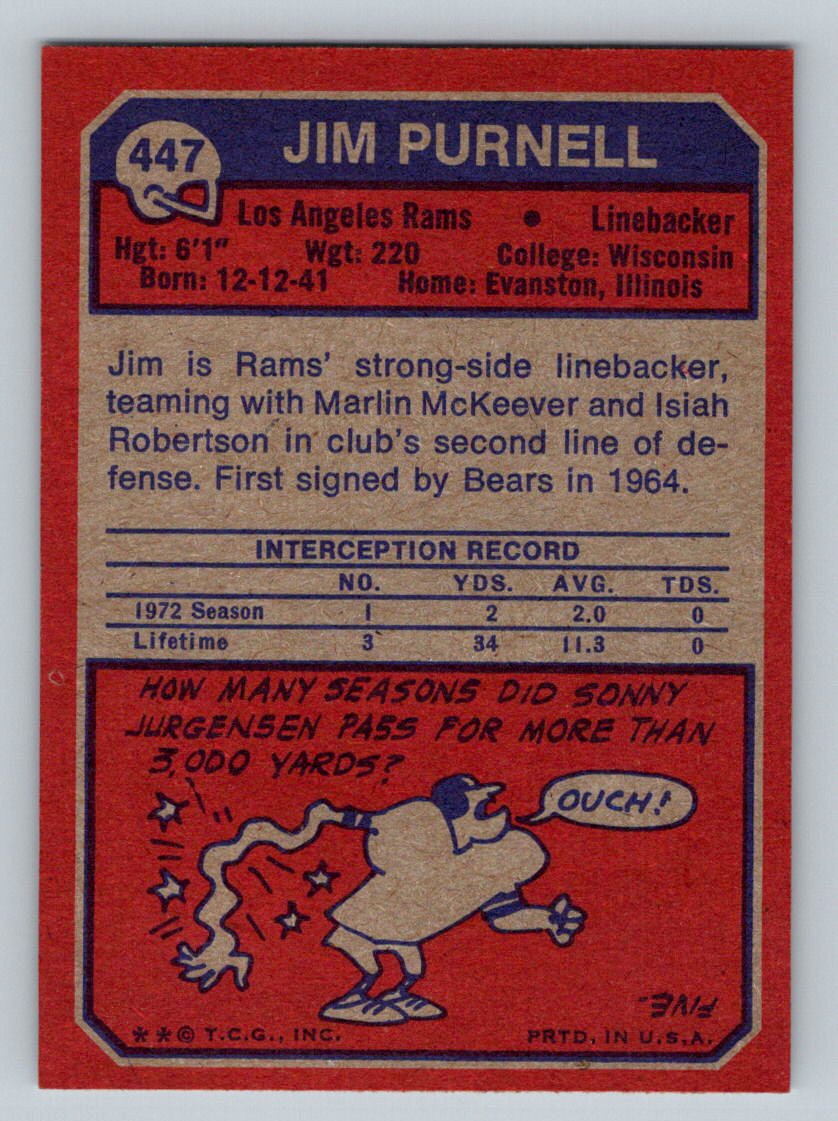 447
JIM PURNELL
Los Angeles Rams • Linebacker
Hgt: 6'1" Wgt: 220 College: Wisconsin
Born: 12-12-41 Home: Evanston, Illinois
Jim is Rams' strong-side linebacker,
teaming with Marlin McKeever and Isiah
Robertson in club's second line of de-
fense. First signed by Bears in 1964.
INTERCEPTION RECORD
NO. YDS. AVG. TDS.
1972 Season 1 2 2.0 0
Lifetime 3 34 11.3 0
HOW MANY SEASONS DID SONNY
JURGENSEN PASS FOR MORE THAN
3,000 YARDS?
OUCH!
FIVE.
**© T.C.G., INC. PRTD, IN U.S.A.